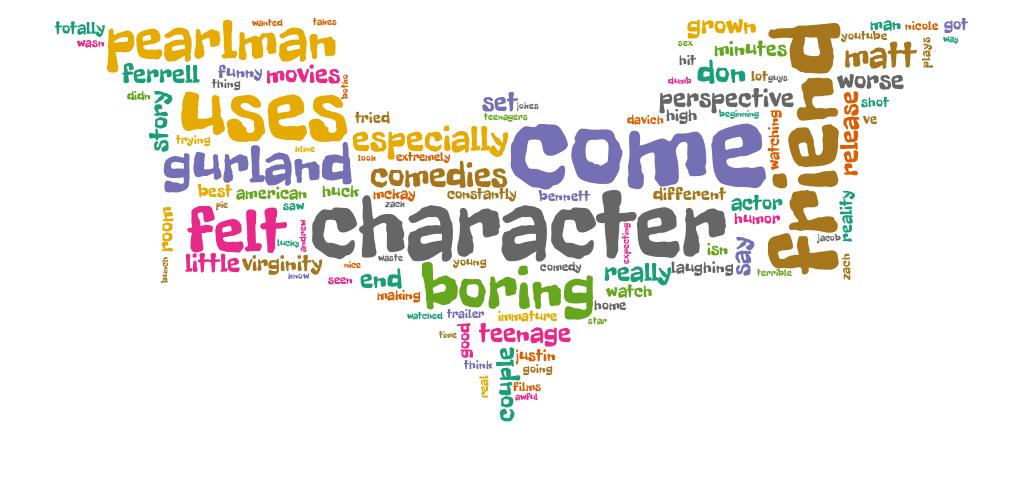 totally
wanted
takes
wasn
pearlman
ferrell
funny
movies
thing
botho
didn
story
uses
tried
trying
especially
gurland
look
extremely
comedies
best
american
huck
mckay
constantly
zack
pie
saw
room
felt
lucky
andrew
character
little
virginity
know
bunch
nice
waste
seen
end
making
young
comedy
boring
watched
trailer
immature
star
home
watch
really
laughing
time
good
teenage
think
couple
justin
going
real
films
awful
set
jokes
teenagers
come
bennett
different
actor
humor
expecting
isn
say
terrible
jacob
zach
reality
friend
davich
high
beginning
watching
perspective
dumb
don
lot
guys
hit
minutes
sex
grown
youtube
matt
worse
release
shot
ve
man
nicole
plays
got
way